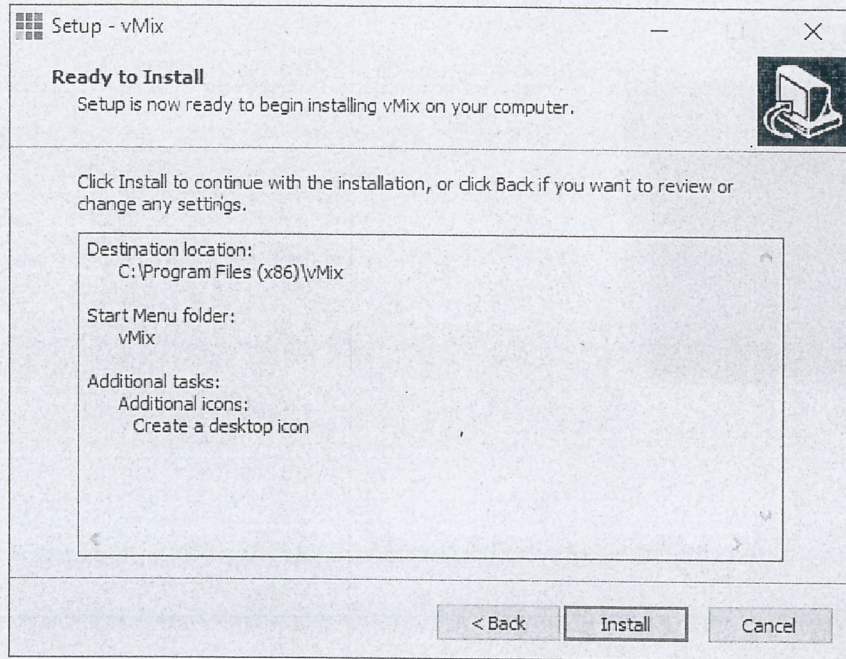 Setup - vMix
Ready to Install
Setup is now ready to begin installing vMix on your computer.
Click Install to continue with the installation, or click Back if you want to review or
change any settings.
Destination location:
C:\Program Files (x86)\vMix
Start Menu folder:
vMix
Additional tasks:
Additional icons:
Create a desktop icon
< Back
Install
Cancel